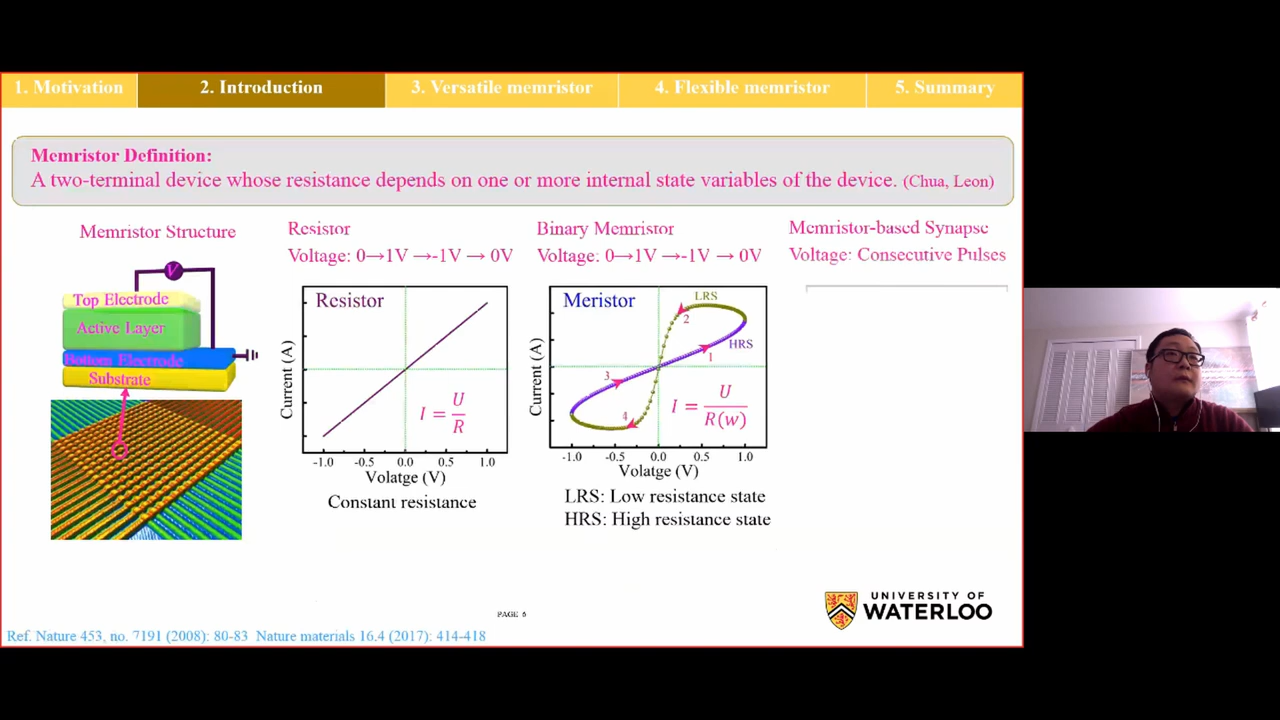 1. Motivation
2. Introduction
3. Versatile memristor
4. Flexible memristor
5. Summary
Memristor Definition:
A two-terminal device whose resistance depends on one or more internal state variables of the device. (Chua, Leon)
Memristor Structure
V
Top Electrode
Active Layer
Bottom Electrode
Substrate
Resistor
Voltage: 0→1V →-1V → 0V
Resistor
Current (A)
I = U/R
-1.0 -0.5 0.0 0.5 1.0
Volatge (V)
Constant resistance
Binary Memristor
Voltage: 0→1V →-1V → 0V
Meristor
LRS
2
HRS
1
3
4
Current (A)
I = U/R(w)
-1.0 -0.5 0.0 0.5 1.0
Volatge (V)
LRS: Low resistance state
HRS: High resistance state
Memristor-based Synapse
Voltage: Consecutive Pulses
PAGE 6
UNIVERSITY OF
WATERLOO
Ref. Nature 453, no. 7191 (2008): 80-83 Nature materials 16.4 (2017): 414-418